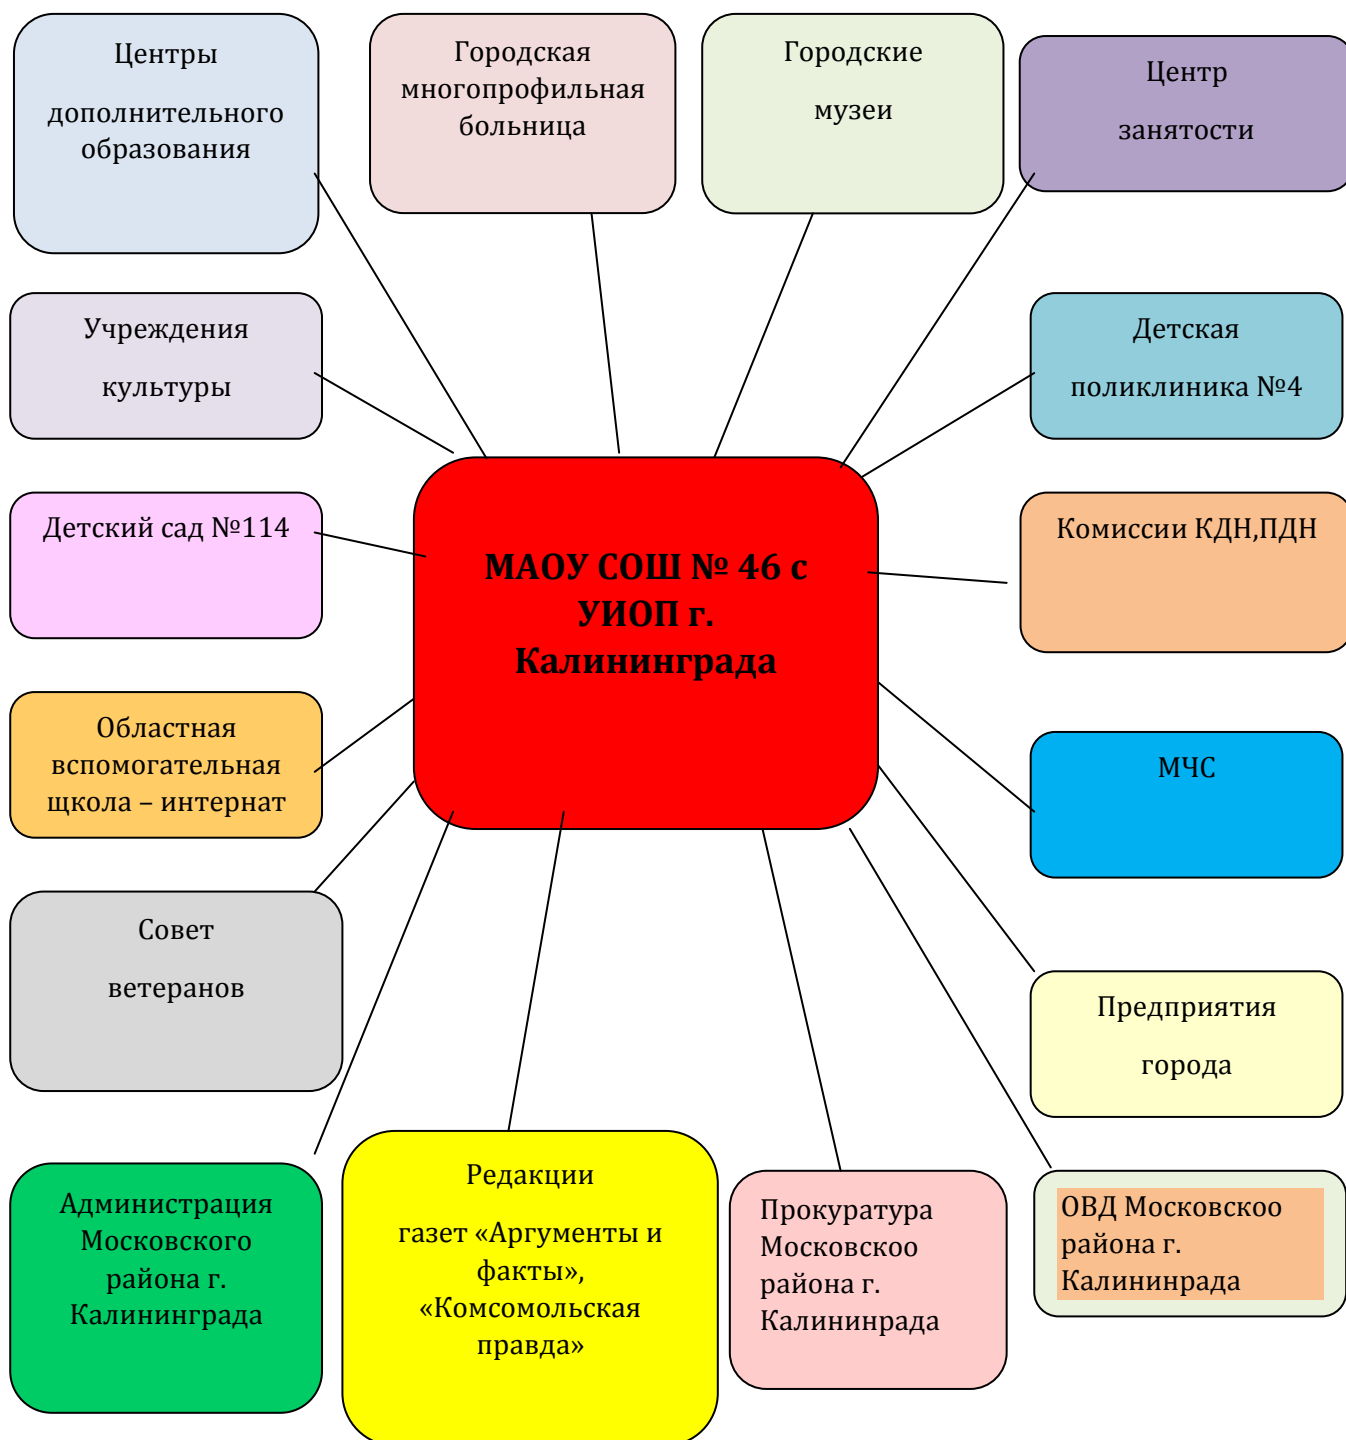 Центры
дополнительного
образования
Городская
многопрофильная
больница
Городские
музеи
Центр
занятости
Учреждения
культуры
Детская
поликлиника №4
Детский сад №114
МАОУ СОШ № 46 с
УИОП г.
Калининграда
Комиссии КДН,ПДН
Областная
вспомогательная
щкола – интернат
МЧС
Совет
ветеранов
Предприятия
города
Администрация
Московского
района г.
Калининграда
Редакции
газет «Аргументы и
факты»,
«Комсомольская
правда»
Прокуратура
Московскоо
района г.
Калининрада
ОВД Московскоо
района г.
Калининрада